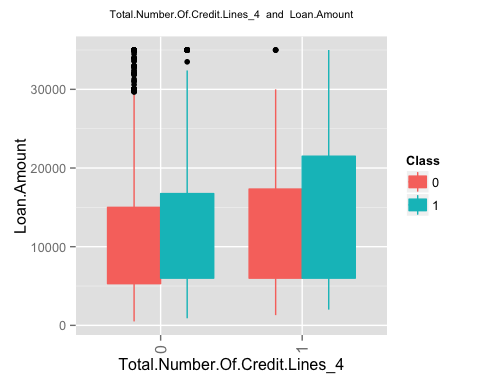 Total.Number.Of.Credit.Lines_4 and Loan.Amount
Loan.Amount
30000
20000
10000
0
0
1
Total.Number.Of.Credit.Lines_4
Class
0
1